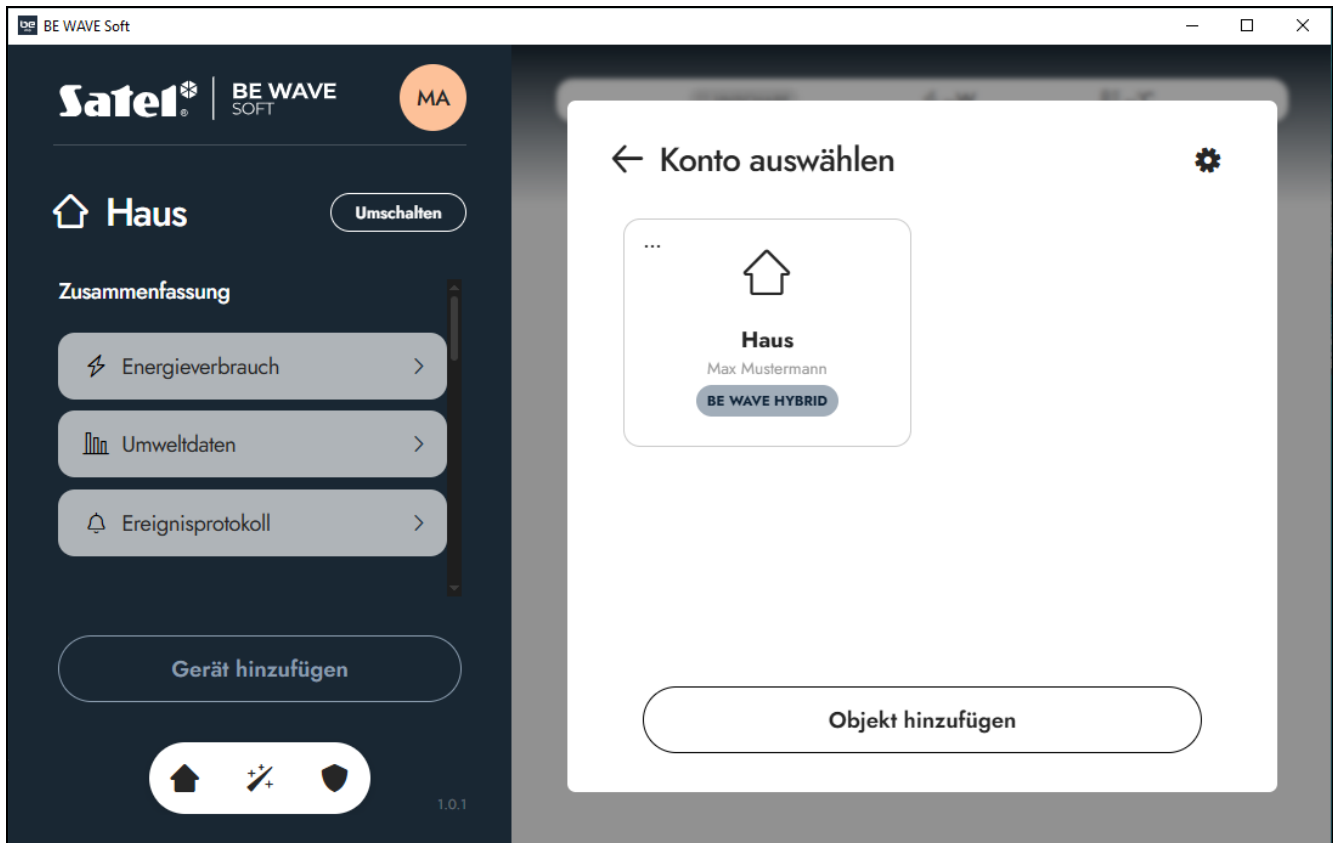 be
BE WAVE Soft
Satel®
BE WAVE
SOFT
MA
Haus
Umschalten
Zusammenfassung
Energieverbrauch
Umweltdaten
Ereignisprotokoll
Gerät hinzufügen
1.0.1
Konto auswählen
...
Haus
Max Mustermann
BE WAVE HYBRID
Objekt hinzufügen